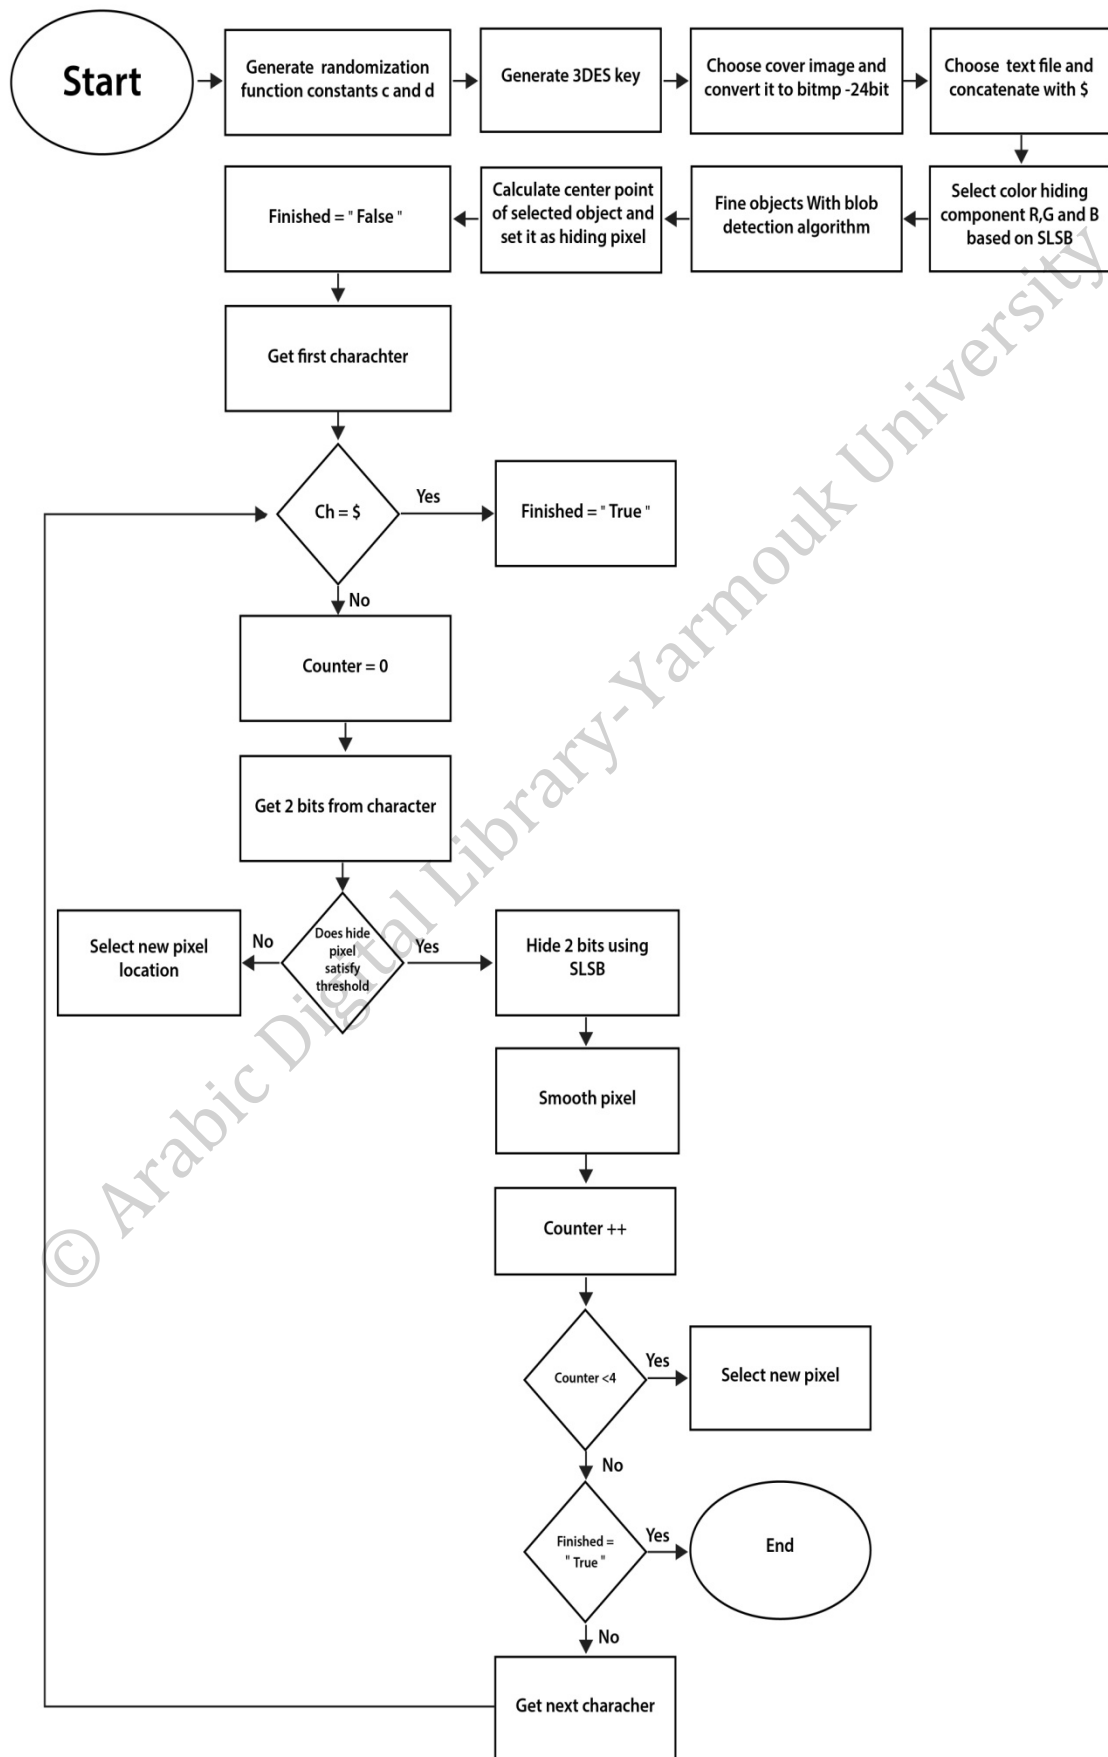 Start
Generate randomization
function constants c and d
Generate 3DES key
Choose cover image and
convert it to bitmp -24bit
Choose text file and
concatenate with $
Select color hiding
component R,G and B
based on SLSB
Fine objects With blob
detection algorithm
Calculate center point
of selected object and
set it as hiding pixel
Finished = " False "
Get first charachter
Ch = $
Yes
Finished = " True "
No
Counter = 0
Get 2 bits from character
Does hide
pixel
satisfy
threshold
No
Select new pixel
location
Yes
Hide 2 bits using
SLSB
Smooth pixel
Counter ++
Counter <4
Yes
Select new pixel
No
Finished =
" True "
Yes
End
No
Get next characher
© Arabic Digital Library-Yarmouk University